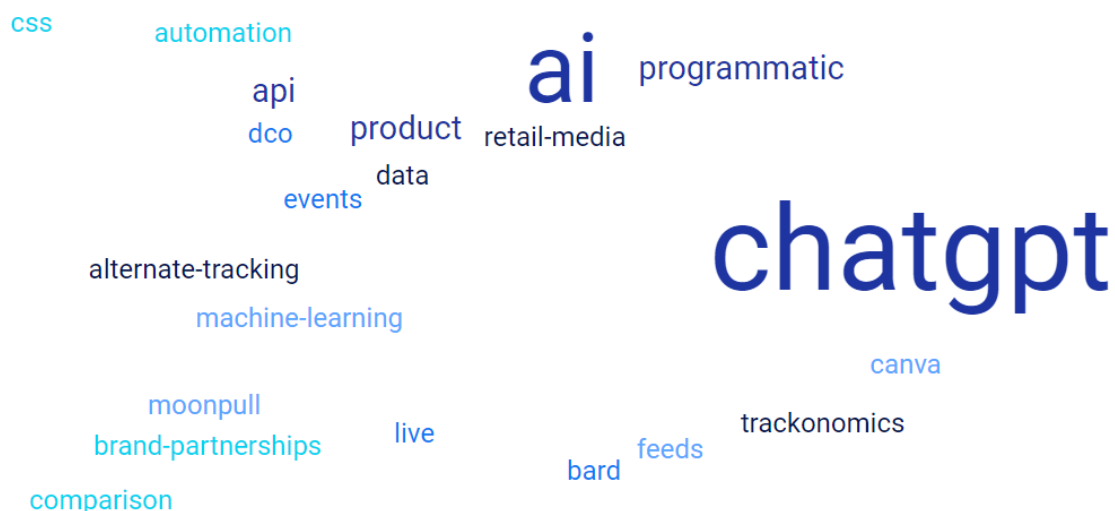 css
automation
ai
programmatic
api
product
dco
retail-media
data
events
chatgpt
alternate-tracking
machine-learning
canva
moonpull
trackonomics
live
brand-partnerships
feeds
bard
comparison